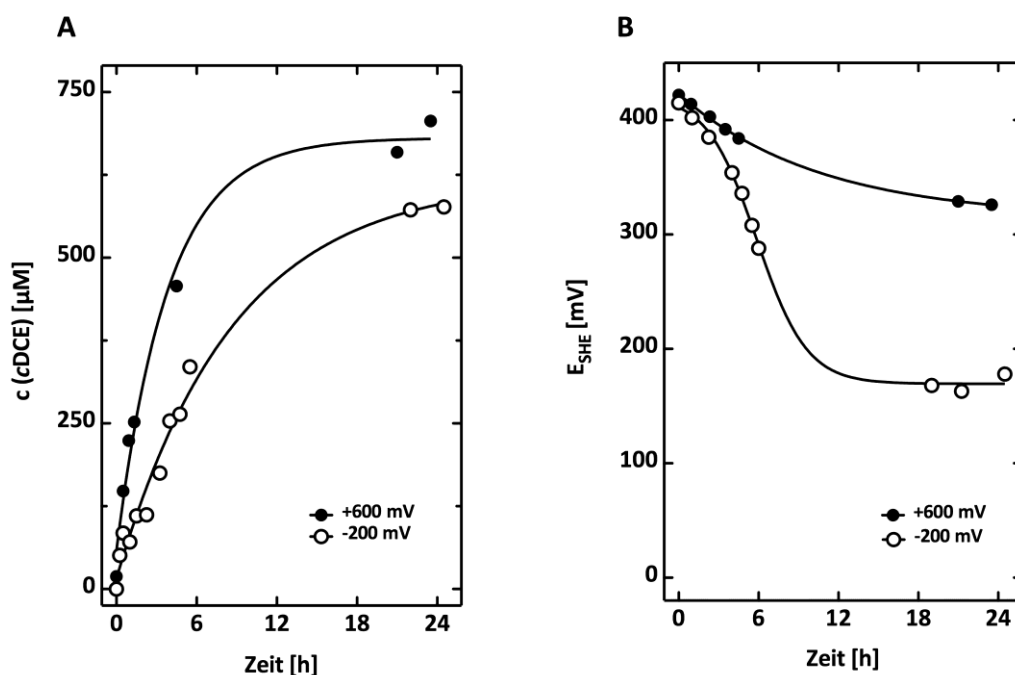 A
750
500
250
0
c (cDCE) [µM]
+600 mV
-200 mV
0 6 12 18 24
Zeit [h]
B
400
300
200
100
0
E_SHE [mV]
+600 mV
-200 mV
0 6 12 18 24
Zeit [h]